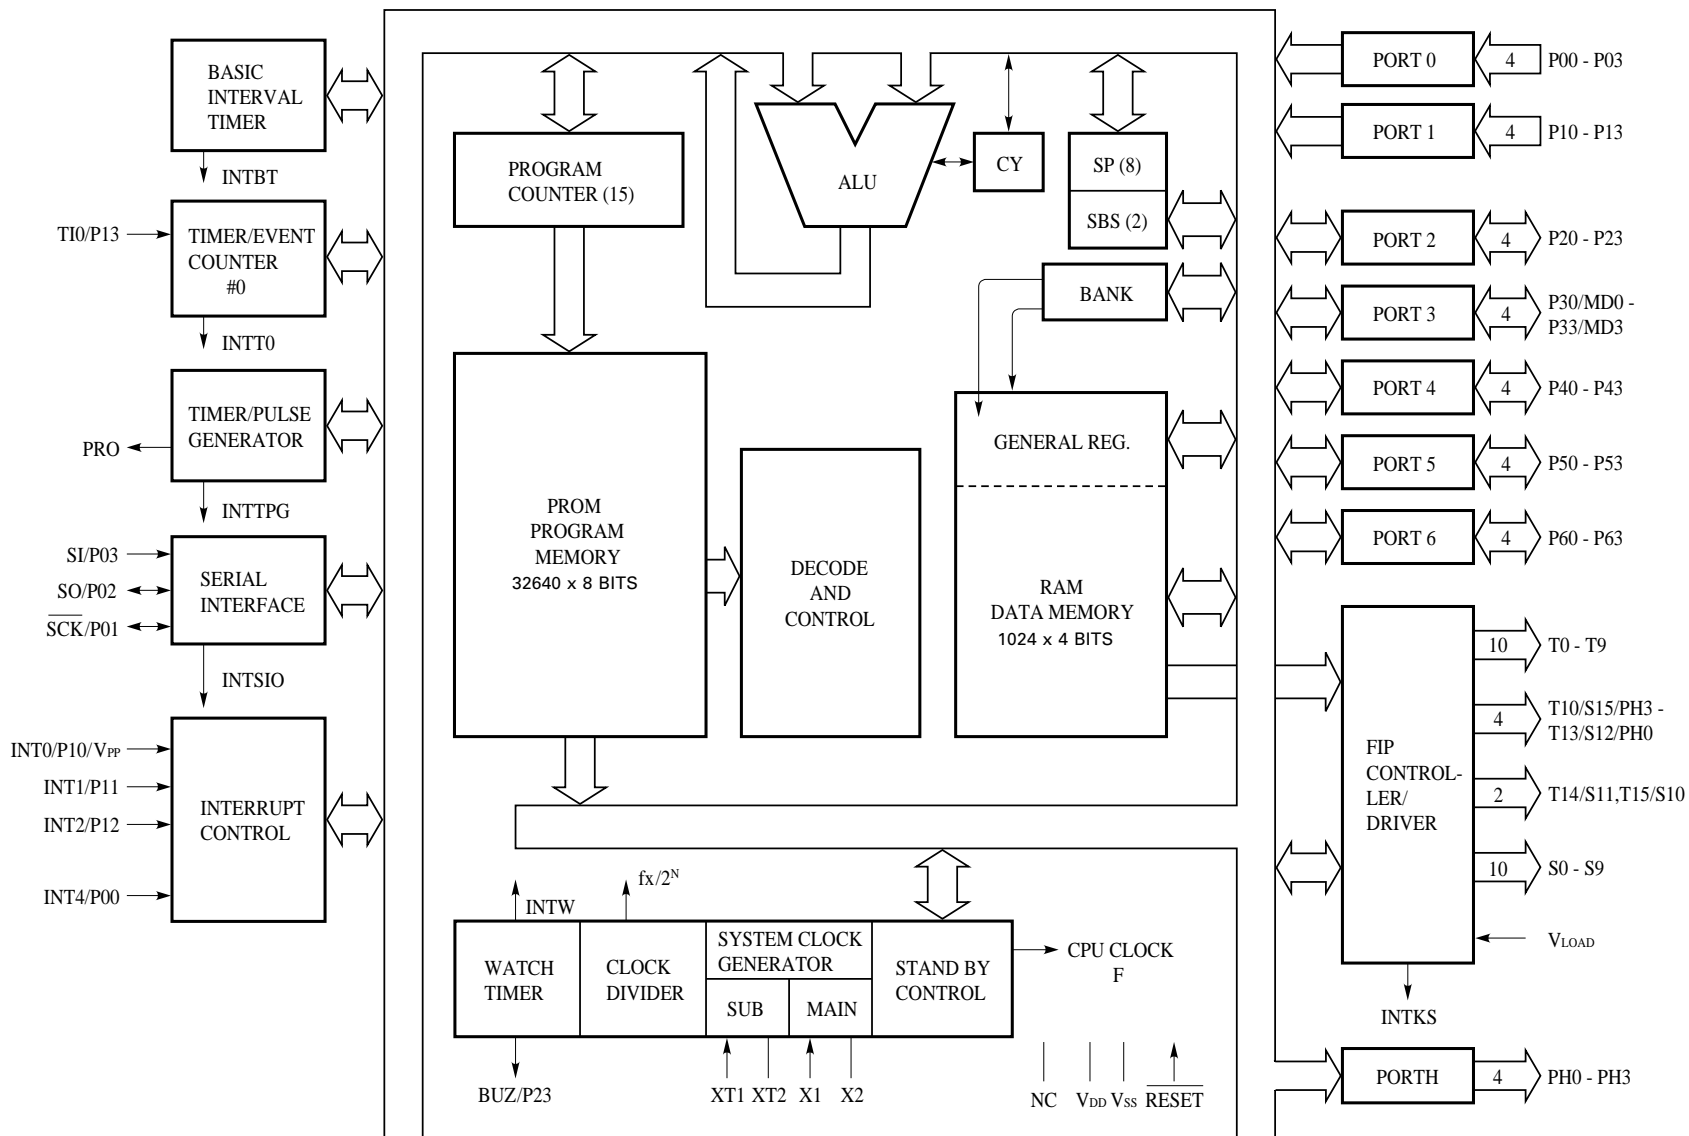 BASIC
INTERVAL
TIMER
INTBT
TI0/P13
TIMER/EVENT
COUNTER
#0
INTT0
TIMER/PULSE
GENERATOR
PRO
INTTPG
SI/P03
SO/P02
SCK/P01
SERIAL
INTERFACE
INTSIO
INT0/P10/VPP
INT1/P11
INT2/P12
INT4/P00
INTERRUPT
CONTROL
PROGRAM
COUNTER (15)
ALU
CY
SP (8)
SBS (2)
BANK
PROM
PROGRAM
MEMORY
32640 x 8 BITS
DECODE
AND
CONTROL
GENERAL REG.
RAM
DATA MEMORY
1024 x 4 BITS
INTW
fx/2N
WATCH
TIMER
CLOCK
DIVIDER
SYSTEM CLOCK
GENERATOR
SUB
MAIN
STAND BY
CONTROL
CPU CLOCK
F
BUZ/P23
XT1
XT2
X1
X2
NC
VDD
VSS
RESET
PORT 0
4
P00 - P03
PORT 1
4
P10 - P13
PORT 2
4
P20 - P23
PORT 3
4
P30/MD0 -
P33/MD3
PORT 4
4
P40 - P43
PORT 5
4
P50 - P53
PORT 6
4
P60 - P63
FIP
CONTROL-
LER/
DRIVER
10
T0 - T9
4
T10/S15/PH3 -
T13/S12/PH0
2
T14/S11,T15/S10
10
S0 - S9
VLOAD
INTKS
PORTH
4
PH0 - PH3